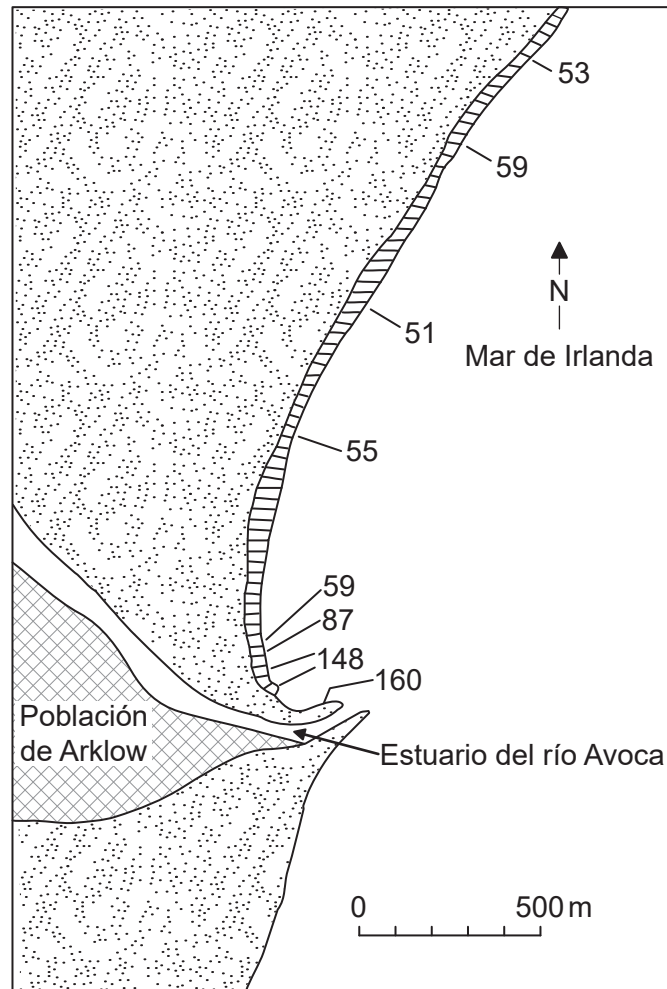 53
59
N
51
Mar de Irlanda
55
59
87
148
160
Población
de Arklow
Estuario del río Avoca
0 500 m